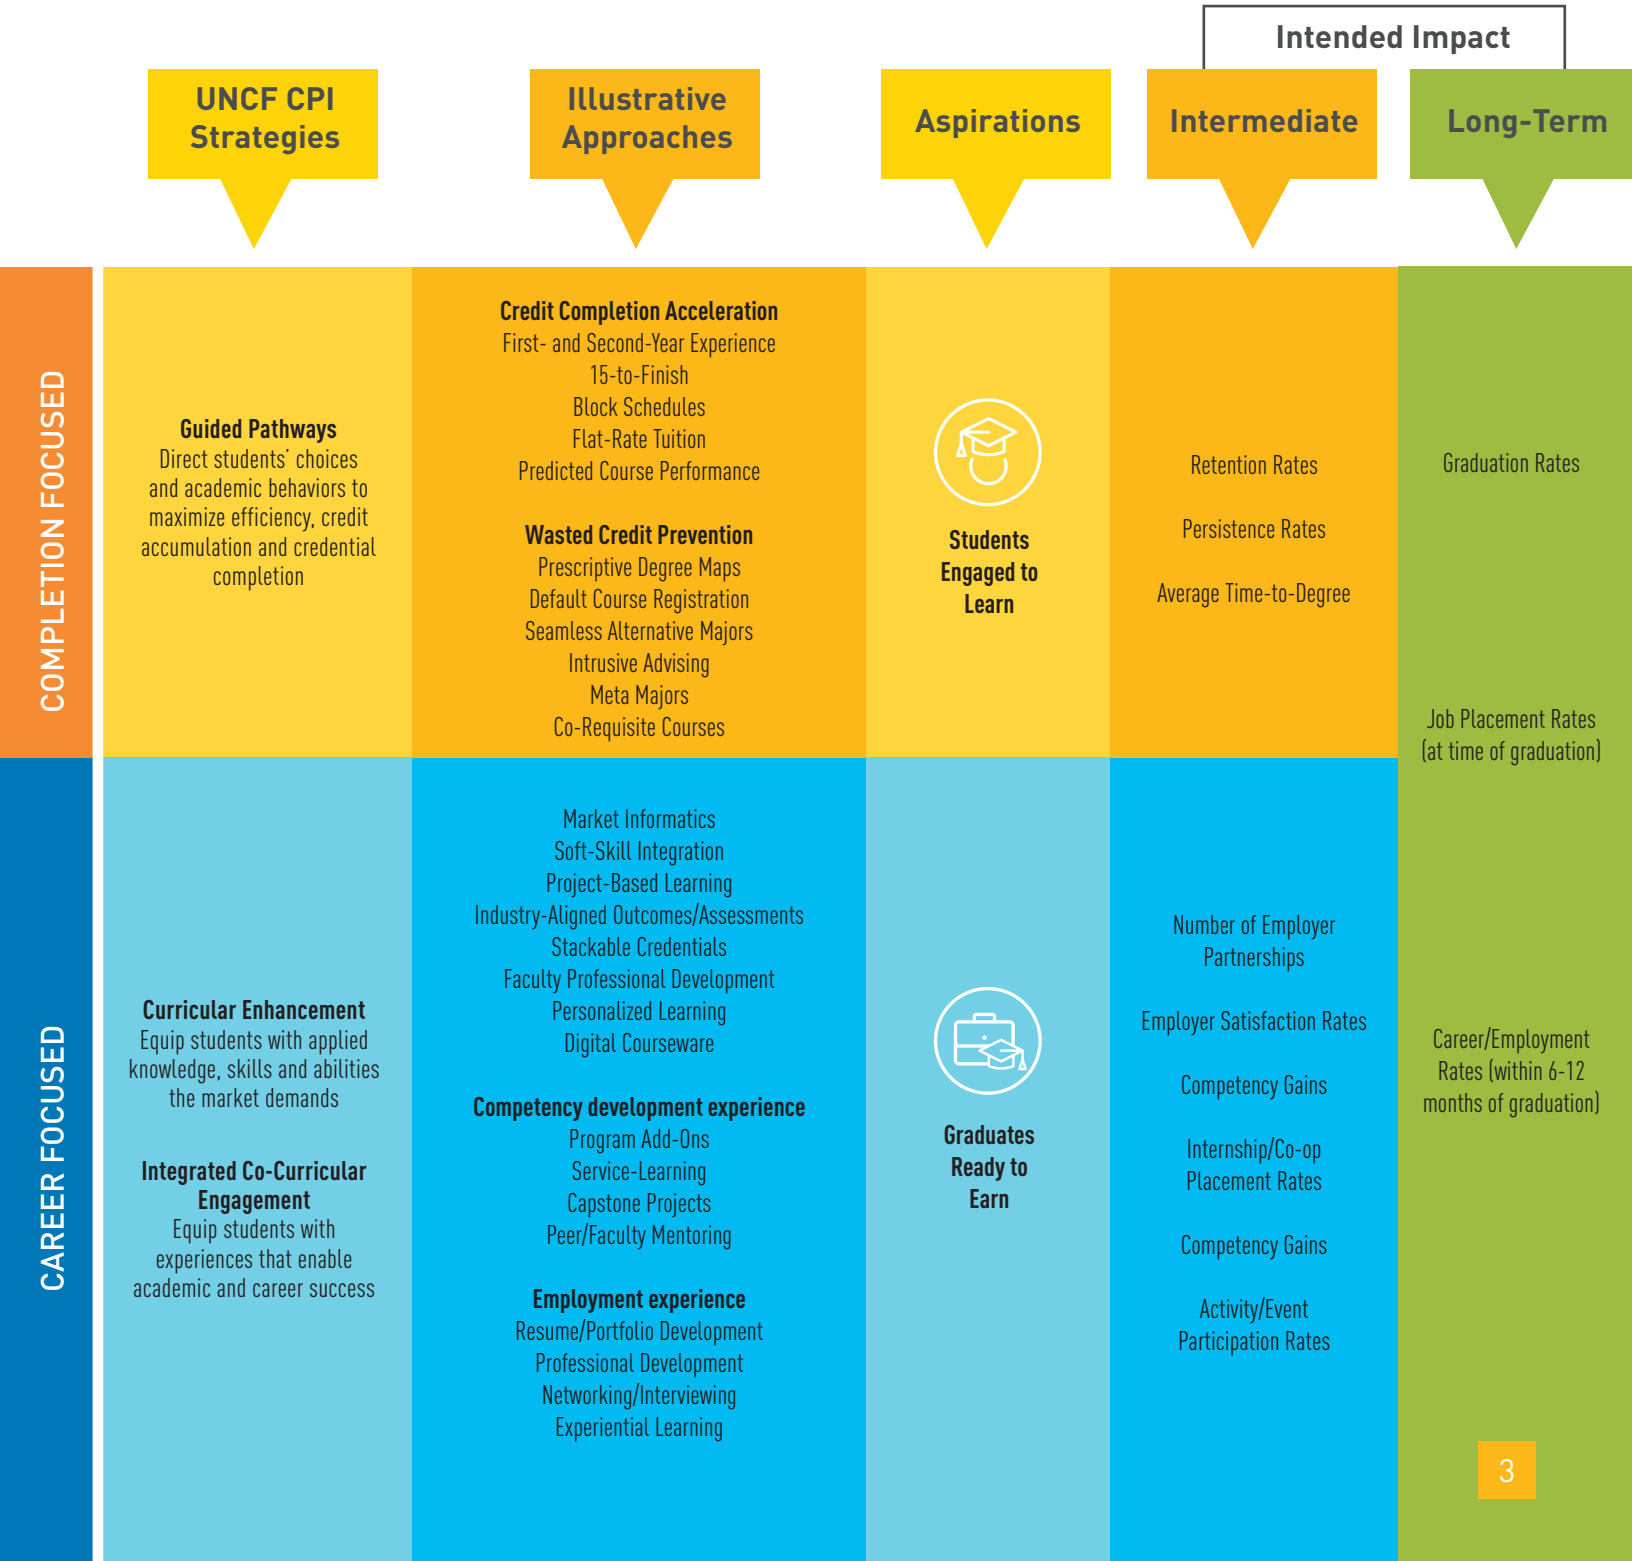 Intended Impact
UNCF CPI
Strategies
Illustrative
Approaches
Aspirations
Intermediate
Long-Term
COMPLETION FOCUSED
Guided Pathways
Direct students’ choices
and academic behaviors to
maximize efficiency, credit
accumulation and credential
completion
Credit Completion Acceleration
First- and Second-Year Experience
15-to-Finish
Block Schedules
Flat-Rate Tuition
Predicted Course Performance
Wasted Credit Prevention
Prescriptive Degree Maps
Default Course Registration
Seamless Alternative Majors
Intrusive Advising
Meta Majors
Co-Requisite Courses
Students
Engaged to
Learn
Retention Rates
Persistence Rates
Average Time-to-Degree
Graduation Rates
Job Placement Rates
(at time of graduation)
CAREER FOCUSED
Curricular Enhancement
Equip students with applied
knowledge, skills and abilities
the market demands
Integrated Co-Curricular
Engagement
Equip students with
experiences that enable
academic and career success
Market Informatics
Soft-Skill Integration
Project-Based Learning
Industry-Aligned Outcomes/Assessments
Stackable Credentials
Faculty Professional Development
Personalized Learning
Digital Courseware
Competency development experience
Program Add-Ons
Service-Learning
Capstone Projects
Peer/Faculty Mentoring
Employment experience
Resume/Portfolio Development
Professional Development
Networking/Interviewing
Experiential Learning
Graduates
Ready to
Earn
Number of Employer
Partnerships
Employer Satisfaction Rates
Competency Gains
Internship/Co-op
Placement Rates
Competency Gains
Activity/Event
Participation Rates
Career/Employment
Rates (within 6-12
months of graduation)
3